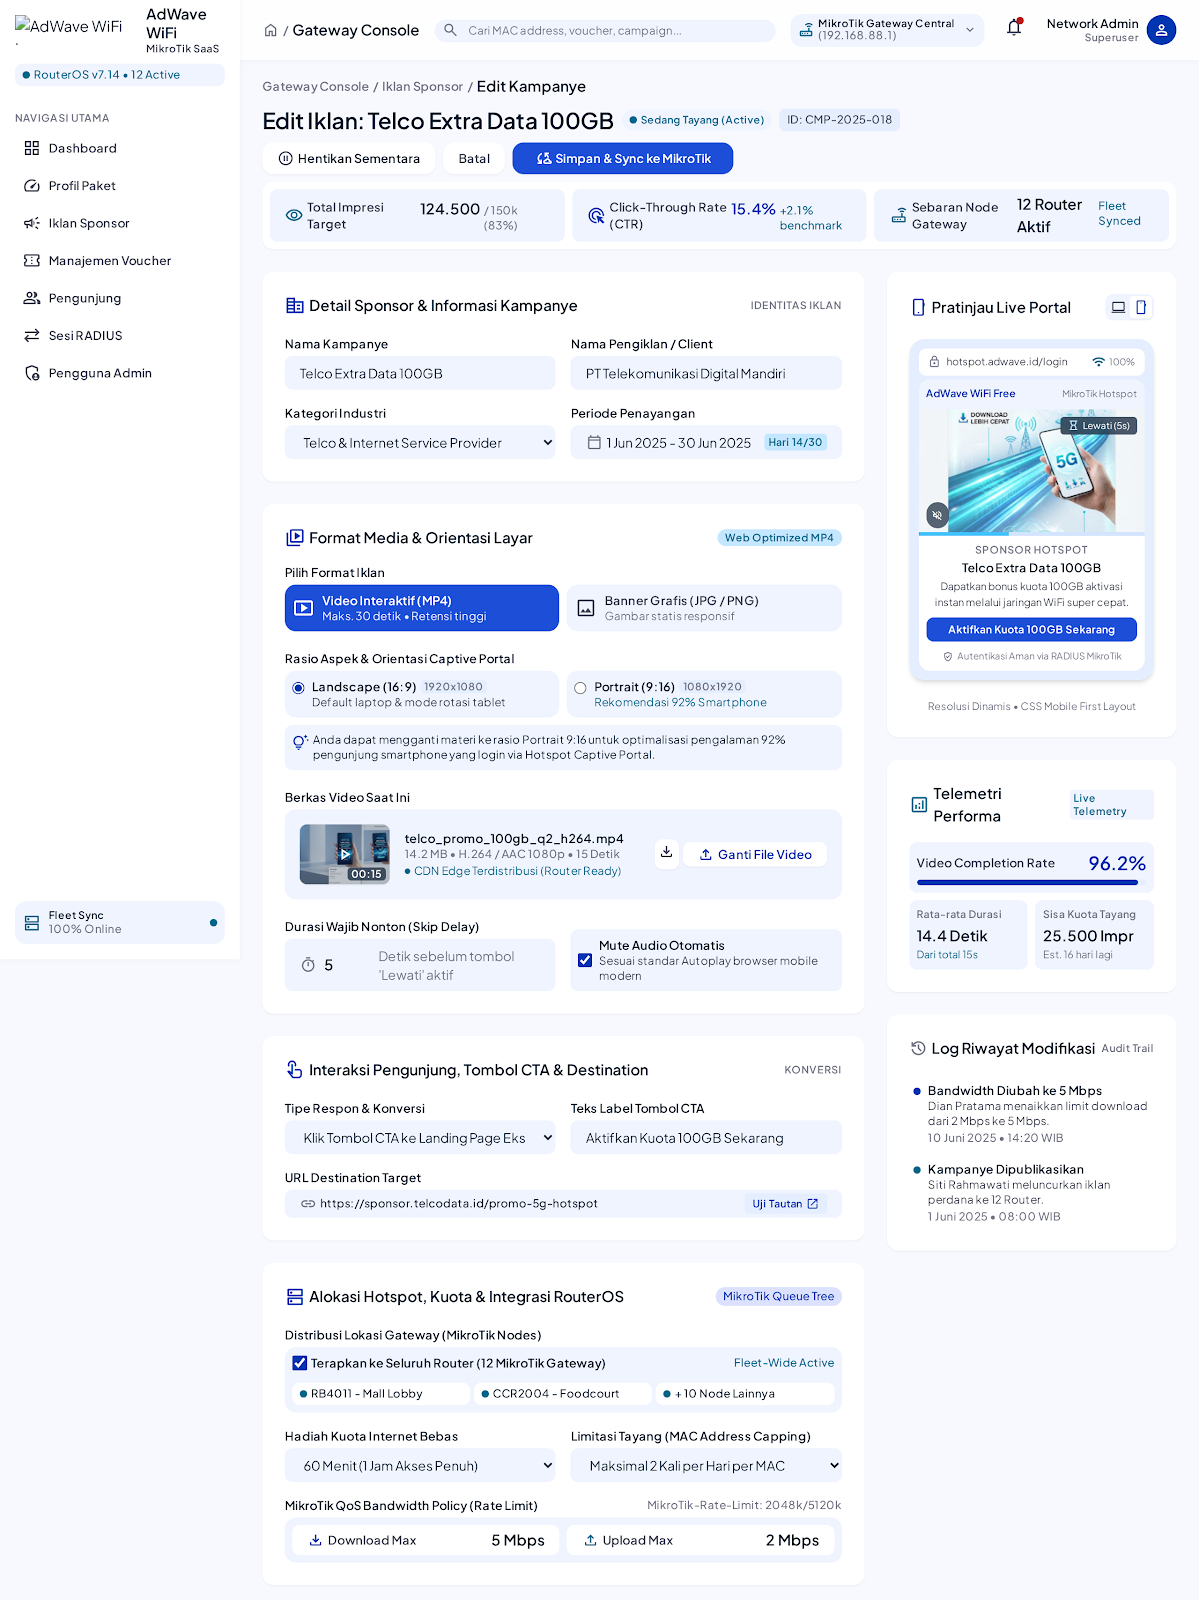 AdWave WiFi
AdWave WiFi
MikroTik SaaS
RouterOS v7.14 • 12 Active
NAVIGASI UTAMA
Dashboard
Profil Paket
Iklan Sponsor
Manajemen Voucher
Pengunjung
Sesi RADIUS
Pengguna Admin
Fleet Sync
100% Online
/ Gateway Console
Cari MAC address, voucher, campaign...
MikroTik Gateway Central
(192.168.88.1)
Network Admin
Superuser
Gateway Console / Iklan Sponsor / Edit Kampanye
Edit Iklan: Telco Extra Data 100GB
Sedang Tayang (Active)
ID: CMP-2025-018
Hentikan Sementara
Batal
Simpan & Sync ke MikroTik
Total Impresi Target
124.500 / 150k (83%)
Click-Through Rate (CTR)
15.4% +2.1% benchmark
Sebaran Node Gateway
12 Router Aktif
Fleet Synced
Detail Sponsor & Informasi Kampanye
IDENTITAS IKLAN
Nama Kampanye
Telco Extra Data 100GB
Nama Pengiklan / Client
PT Telekomunikasi Digital Mandiri
Kategori Industri
Telco & Internet Service Provider
Periode Penayangan
1 Jun 2025 - 30 Jun 2025
Hari 14/30
Format Media & Orientasi Layar
Web Optimized MP4
Pilih Format Iklan
Video Interaktif (MP4)
Maks. 30 detik • Retensi tinggi
Banner Grafis (JPG / PNG)
Gambar statis responsif
Rasio Aspek & Orientasi Captive Portal
Landscape (16:9) 1920x1080
Default laptop & mode rotasi tablet
Portrait (9:16) 1080x1920
Rekomendasi 92% Smartphone
Anda dapat mengganti materi ke rasio Portrait 9:16 untuk optimalisasi pengalaman 92%
pengunjung smartphone yang login via Hotspot Captive Portal.
Berkas Video Saat Ini
00:15
telco_promo_100gb_q2_h264.mp4
14.2 MB • H.264 / AAC 1080p • 15 Detik
CDN Edge Terdistribusi (Router Ready)
Ganti File Video
Durasi Wajib Nonton (Skip Delay)
5
Detik sebelum tombol
'Lewati' aktif
Mute Audio Otomatis
Sesuai standar Autoplay browser mobile
modern
Interaksi Pengunjung, Tombol CTA & Destination
KONVERSI
Tipe Respon & Konversi
Klik Tombol CTA ke Landing Page Eks
Teks Label Tombol CTA
Aktifkan Kuota 100GB Sekarang
URL Destination Target
https://sponsor.telcodata.id/promo-5g-hotspot
Uji Tautan
Alokasi Hotspot, Kuota & Integrasi RouterOS
MikroTik Queue Tree
Distribusi Lokasi Gateway (MikroTik Nodes)
Terapkan ke Seluruh Router (12 MikroTik Gateway)
Fleet-Wide Active
RB4011 - Mall Lobby
CCR2004 - Foodcourt
+ 10 Node Lainnya
Hadiah Kuota Internet Bebas
60 Menit (1 Jam Akses Penuh)
Limitasi Tayang (MAC Address Capping)
Maksimal 2 Kali per Hari per MAC
MikroTik QoS Bandwidth Policy (Rate Limit)
MikroTik-Rate-Limit: 2048k/5120k
Download Max
5 Mbps
Upload Max
2 Mbps
Pratinjau Live Portal
hotspot.adwave.id/login
100%
AdWave WiFi Free
MikroTik Hotspot
DOWNLOAD
LEBIH CEPAT
Lewati (5s)
5G
SPONSOR HOTSPOT
Telco Extra Data 100GB
Dapatkan bonus kuota 100GB aktivasi
instan melalui jaringan WiFi super cepat.
Aktifkan Kuota 100GB Sekarang
Autentikasi Aman via RADIUS MikroTik
Resolusi Dinamis • CSS Mobile First Layout
Telemetri Performa
Live Telemetry
Video Completion Rate
96.2%
Rata-rata Durasi
14.4 Detik
Dari total 15s
Sisa Kuota Tayang
25.500 Impr
Est. 16 hari lagi
Log Riwayat Modifikasi
Audit Trail
Bandwidth Diubah ke 5 Mbps
Dian Pratama menaikkan limit download
dari 2 Mbps ke 5 Mbps.
10 Juni 2025 • 14:20 WIB
Kampanye Dipublikasikan
Siti Rahmawati meluncurkan iklan
perdana ke 12 Router.
1 Juni 2025 • 08:00 WIB